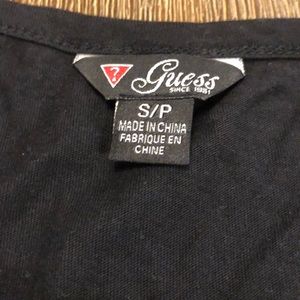 ?
Guess
SINCE 1981
S/P
MADE IN CHINA
FABRIQUE EN
CHINE